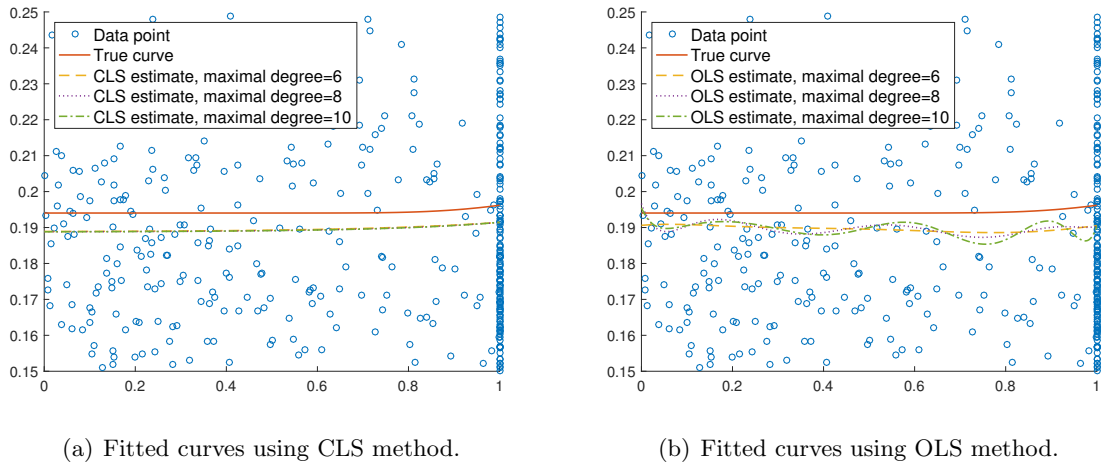 0.25
0.24
0.23
0.22
0.21
0.2
0.19
0.18
0.17
0.16
0.15
0
0.2
0.4
0.6
0.8
1
Data point
True curve
CLS estimate, maximal degree=6
CLS estimate, maximal degree=8
CLS estimate, maximal degree=10
(a) Fitted curves using CLS method.
0.25
0.24
0.23
0.22
0.21
0.2
0.19
0.18
0.17
0.16
0.15
0
0.2
0.4
0.6
0.8
1
Data point
True curve
OLS estimate, maximal degree=6
OLS estimate, maximal degree=8
OLS estimate, maximal degree=10
(b) Fitted curves using OLS method.